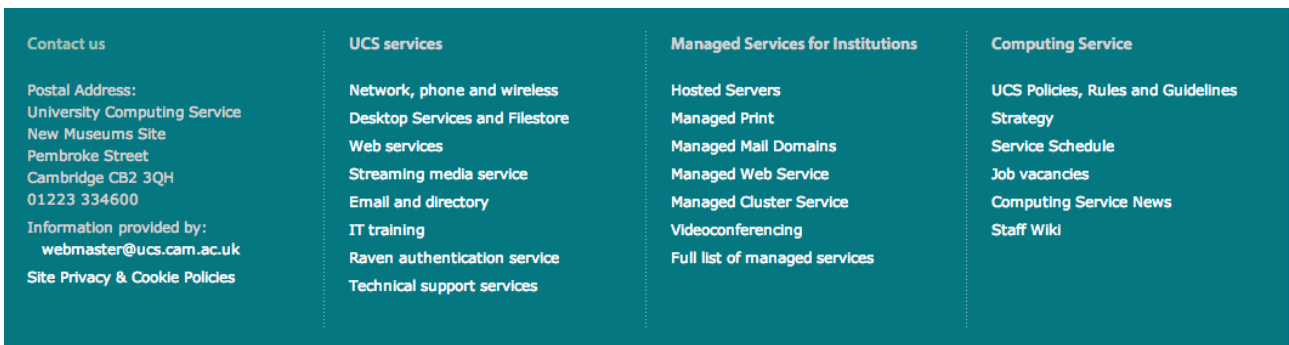 Contact us
Postal Address:
University Computing Service
New Museums Site
Pembroke Street
Cambridge CB2 3QH
01223 334600
Information provided by:
webmaster@ucs.cam.ac.uk
Site Privacy & Cookie Policies
UCS services
Network, phone and wireless
Desktop Services and Filestore
Web services
Streaming media service
Email and directory
IT training
Raven authentication service
Technical support services
Managed Services for Institutions
Hosted Servers
Managed Print
Managed Mail Domains
Managed Web Service
Managed Cluster Service
Videoconferencing
Full list of managed services
Computing Service
UCS Policies, Rules and Guidelines
Strategy
Service Schedule
Job vacancies
Computing Service News
Staff Wiki